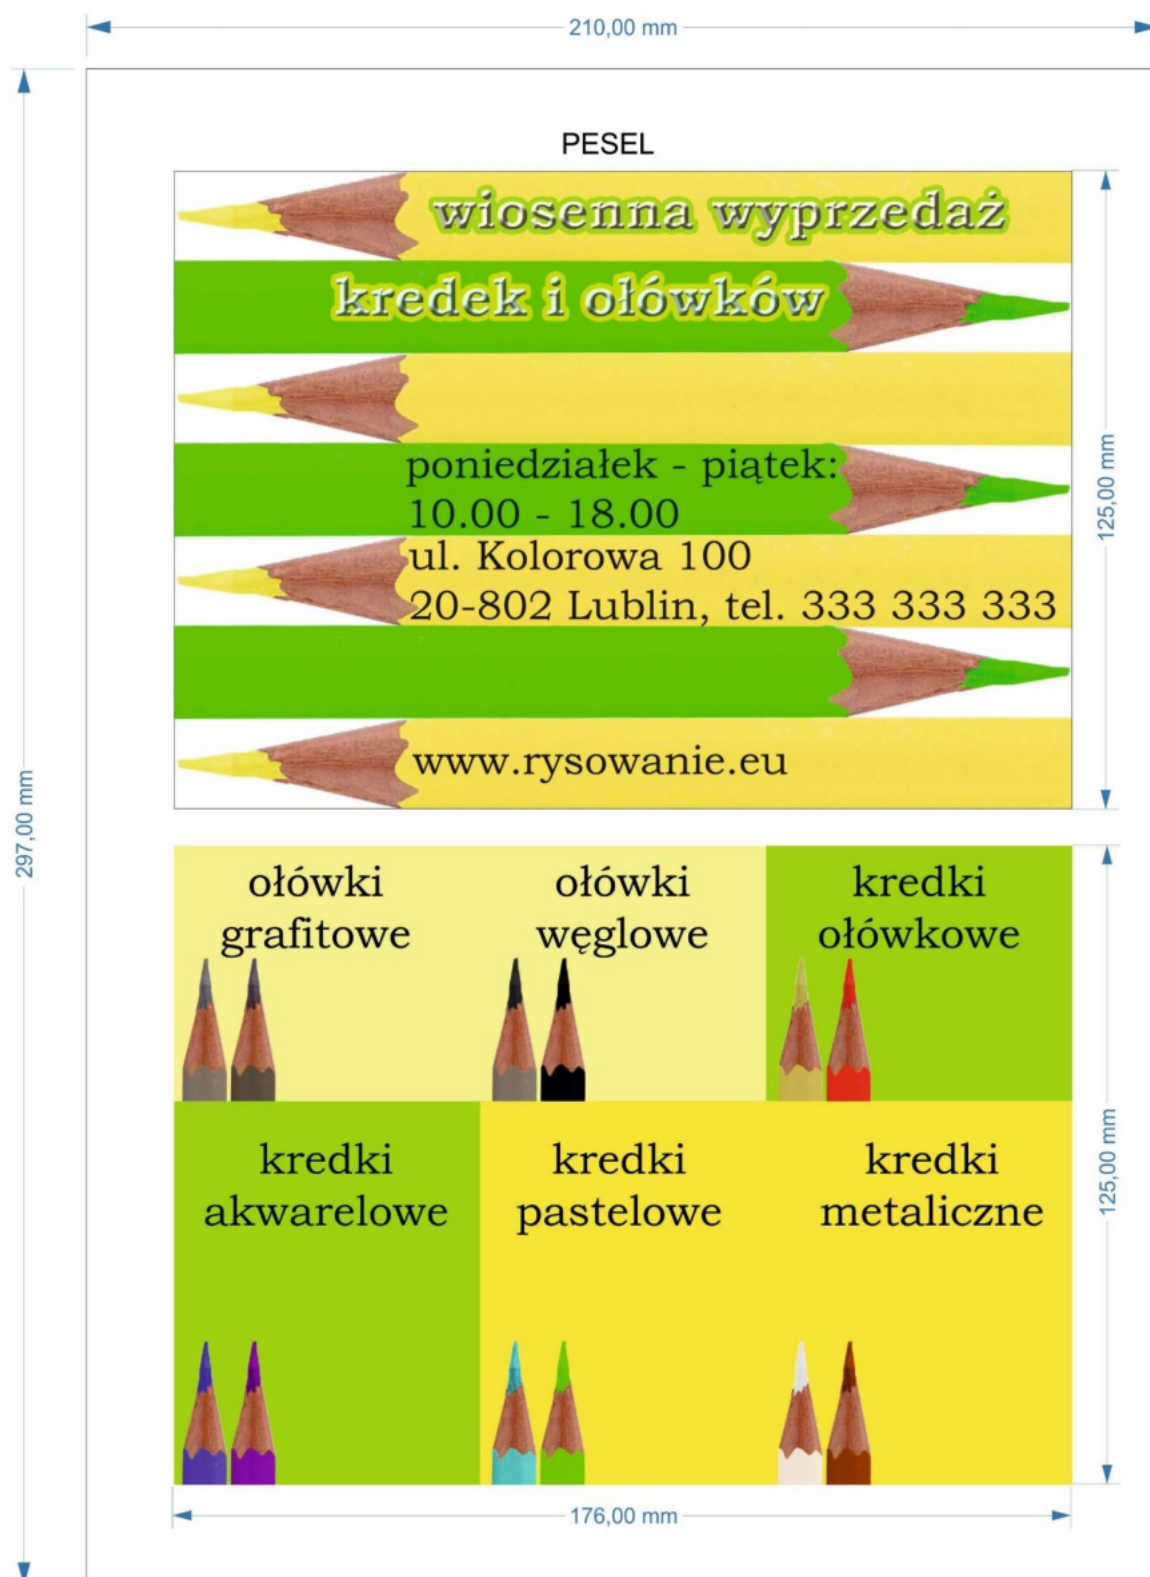 210,00 mm
PESEL
wiosenna wyprzedaż
kredek i ołówków
poniedziałek - piątek:
10.00 - 18.00
ul. Kolorowa 100
20-802 Lublin, tel. 333 333 333
www.rysowanie.eu
125,00 mm
297,00 mm
ołówki
grafitowe
ołówki
węglowe
kredki
ołówkowe
kredki
akwarelowe
kredki
pastelowe
kredki
metaliczne
125,00 mm
176,00 mm